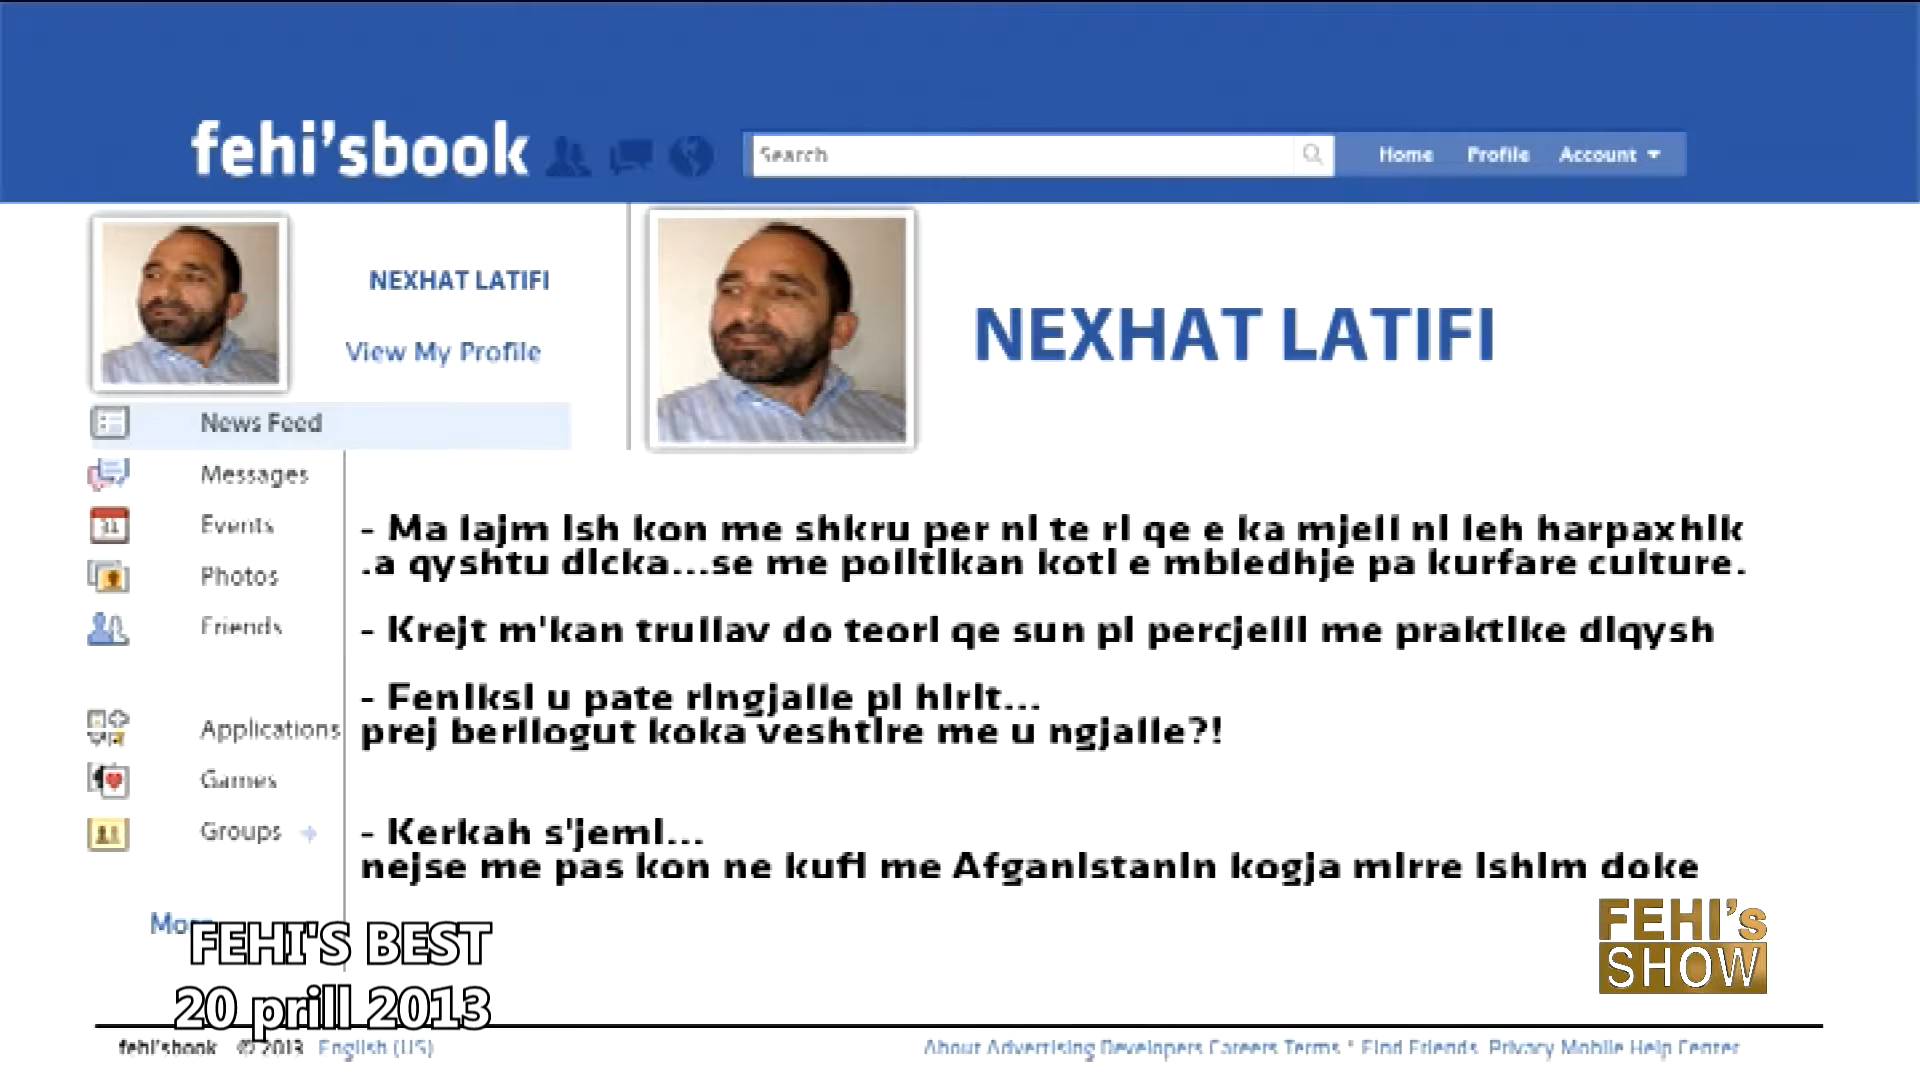 fehi'sbook
Search
Home Profile Account
NEXHAT LATIFI
View My Profile
NEXHAT LATIFI
News Feed
Messages
Events
Photos
Friends
Applications
Games
Groups
- Ma lajm ish kon me shkru per ni te ri qe e ka mjell ni leh harpaxhik
.a qyshtu dicka...se me politikan koti e mbledhje pa kurfare culture.
- Krejt m'kan trullav do teori qe sun pi percjelli me praktike diqysh
- Feniksi u pate ringjalle pi hirit...
prej berllogut koka veshtire me u ngjalle?!
- Kerkah s'jemi...
nejse me pas kon ne kufi me Afganistanin kogja mirre ishim doke
More
FEHI'S BEST
20 prill 2013
FEHI's
SHOW
fehi'sbook © 2013 English (US)
About Advertising Developers Careers Terms * Find Friends Privacy Mobile Help Center